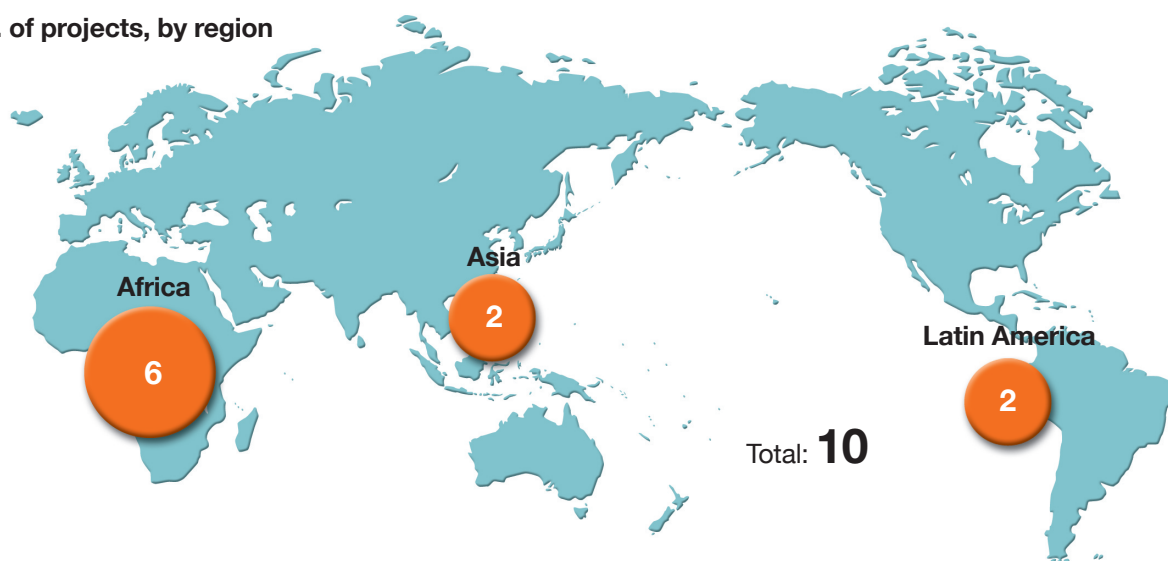 . of projects, by region
Asia
Africa
2
Latin America
6
2
Total: 10